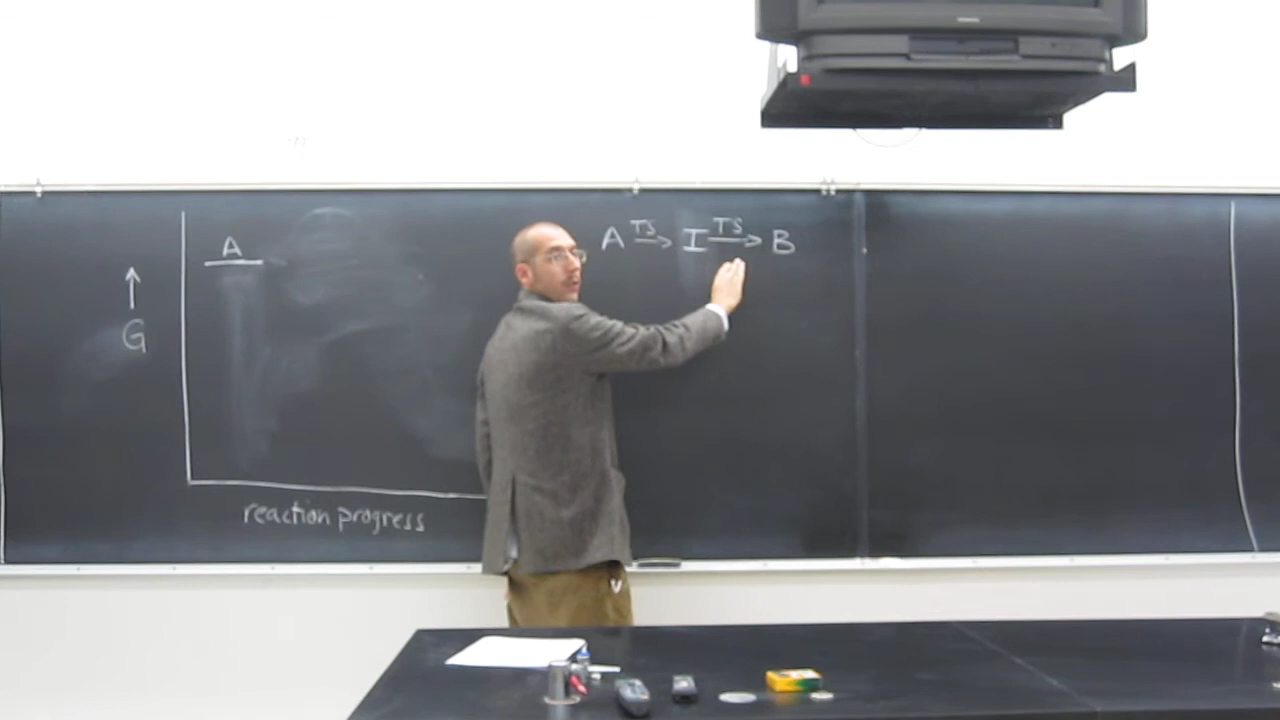 A TS→ I TS→ B
A
↑
G
reaction progress